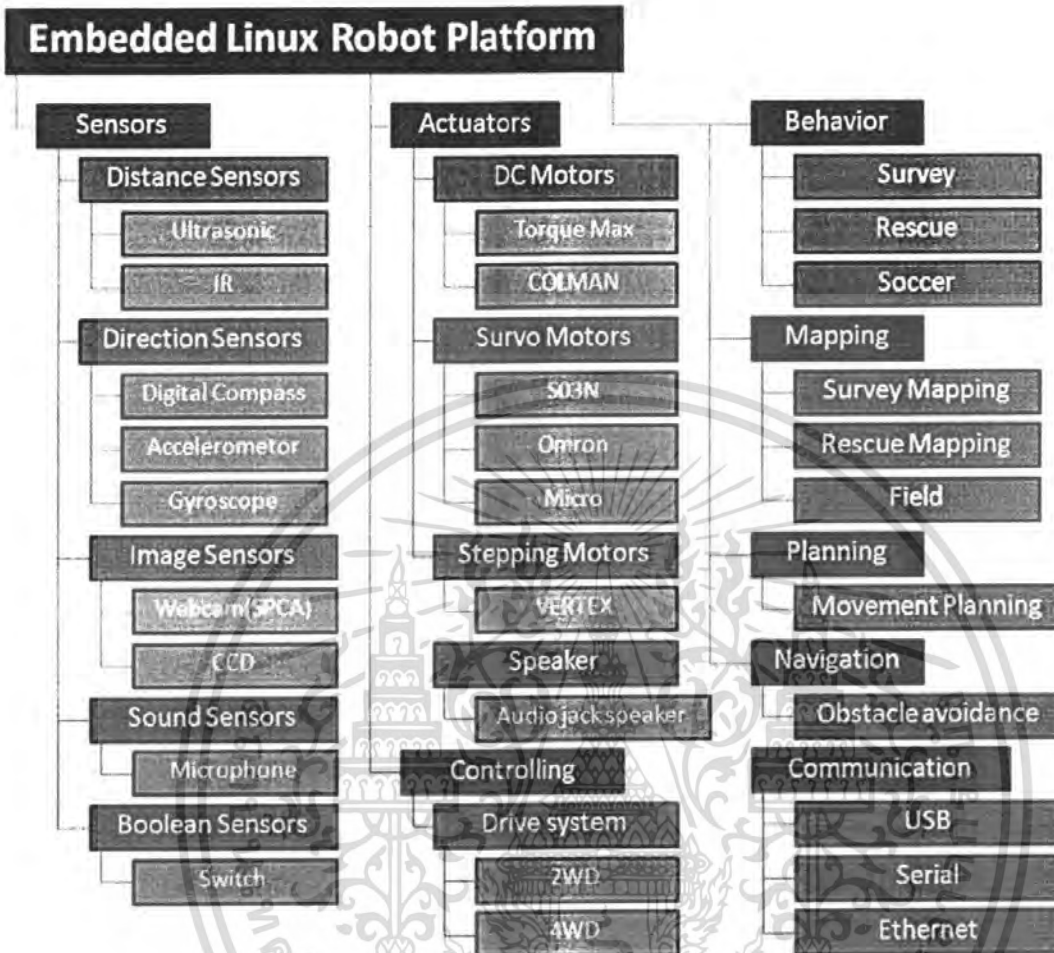 Embedded Linux Robot Platform
Sensors
Distance Sensors
Ultrasonic
IR
Direction Sensors
Digital Compass
Accelerometor
Gyroscope
Image Sensors
Webcam(SPCA)
CCD
Sound Sensors
Microphone
Boolean Sensors
Switch
Actuators
DC Motors
Torque Max
COLMAN
Survo Motors
S03N
Omron
Micro
Stepping Motors
VERTEX
Speaker
Audio jack speaker
Controlling
Drive system
2WD
4WD
Behavior
Survey
Rescue
Soccer
Mapping
Survey Mapping
Rescue Mapping
Field
Planning
Movement Planning
Navigation
Obstacle avoidance
Communication
USB
Serial
Ethernet